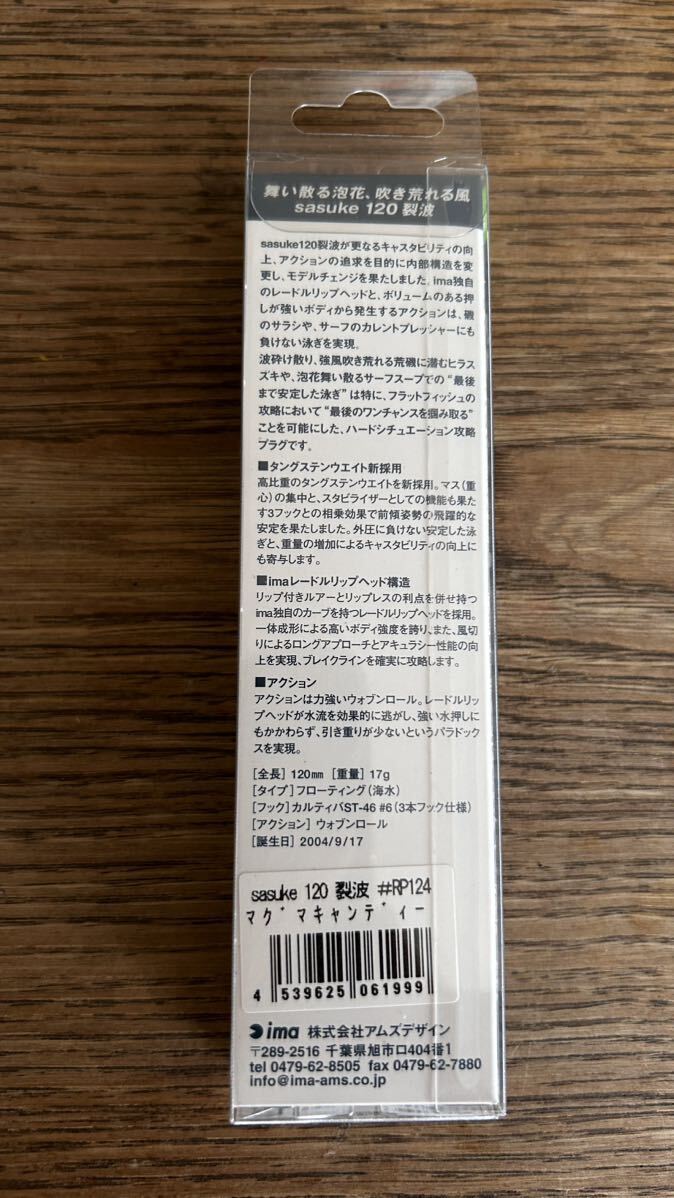 舞い散る泡花、吹き荒れる風
sasuke 120 裂波
sasuke120裂波が更なるキャスタビリティの向
上、アクションの追求を目的に内部構造を変
更し、モデルチェンジを果たしました。ima独自
のレードルリップヘッドと、ボリュームのある押
しが強いボディから発生するアクションは、磯
のサラシや、サーフのカレントプレッシャーにも
負けない泳ぎを実現。
波砕け散り、強風吹き荒れる荒磯に潜むヒラス
ズキや、泡花舞い散るサーフスープでの“最後
まで安定した泳ぎ”は特に、フラットフィッシュの
攻略において“最後のワンチャンスを掴み取る”
ことを可能にした、ハードシチュエーション攻略
プラグです。
■タングステンウエイト新採用
高比重のタングステンウエイトを新採用。マス(重
心)の集中と、スタビライザーとしての機能も果た
す3フックとの相乗効果で前傾姿勢の飛躍的な
安定を果たしました。外圧に負けない安定した泳
ぎと、重量の増加によるキャスタビリティの向上に
も寄与します。
■imaレードルリップヘッド構造
リップ付きルアーとリップレスの利点を併せ持つ
ima独自のカーブを持つレードルリップヘッドを採用。
一体成形による高いボディ強度を誇り、また、風切
りによるロングアプローチとアキュラシー性能の向
上を実現、ブレイクラインを確実に攻略します。
■アクション
アクションは力強いウォブンロール。レードルリッ
プヘッドが水流を効果的に逃がし、強い水押しに
もかかわらず、引き重りが少ないというパラドック
スを実現。
[全長] 120mm [重量] 17g
[タイプ] フローティング(海水)
[フック] カルティバST-46 #6 (3本フック仕様)
[アクション] ウォブンロール
[誕生日] 2004/9/17
sasuke 120 裂波 #RP124
マグマキャンディー
4 539625 061999
ima 株式会社アムズデザイン
〒289-2516 千葉県旭市ロ404番1
tel 0479-62-8505 fax 0479-62-7880
info@ima-ams.co.jp